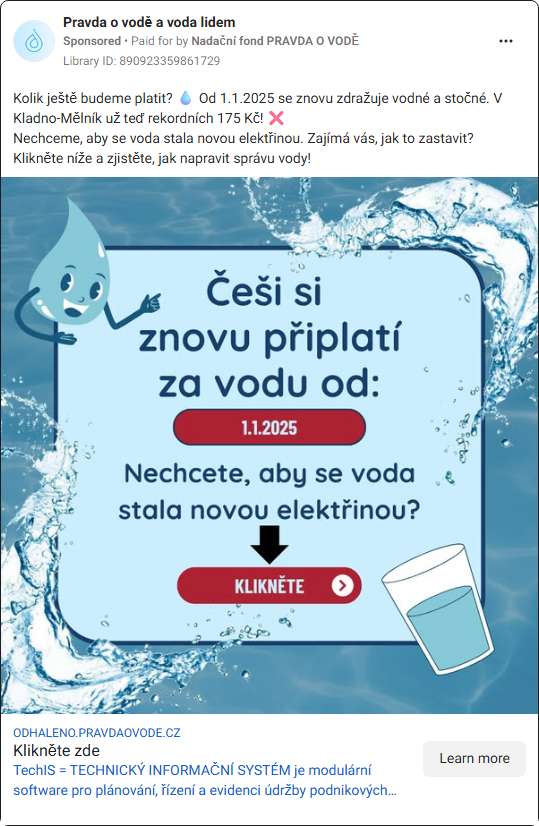 Pravda o vodě a voda lidem
Sponsored • Paid for by Nadační fond PRAVDA O VODĚ
Library ID: 890923359861729
Kolik ještě budeme platit? 💧 Od 1.1.2025 se znovu zdražuje vodné a stočné. V
Kladno-Mělník už teď rekordních 175 Kč! ❌
Nechceme, aby se voda stala novou elektřinou. Zajímá vás, jak to zastavit?
Klikněte níže a zjistěte, jak napravit správu vody!
Češi si
znovu připlatí
za vodu od:
1.1.2025
Nechcete, aby se voda
stala novou elektřinou?
KLIKNĚTE
ODHALENO.PRAVDAOVODE.CZ
Klikněte zde
TechIS = TECHNICKÝ INFORMAČNÍ SYSTÉM je modulární
software pro plánování, řízení a evidenci údržby podnikových...
Learn more